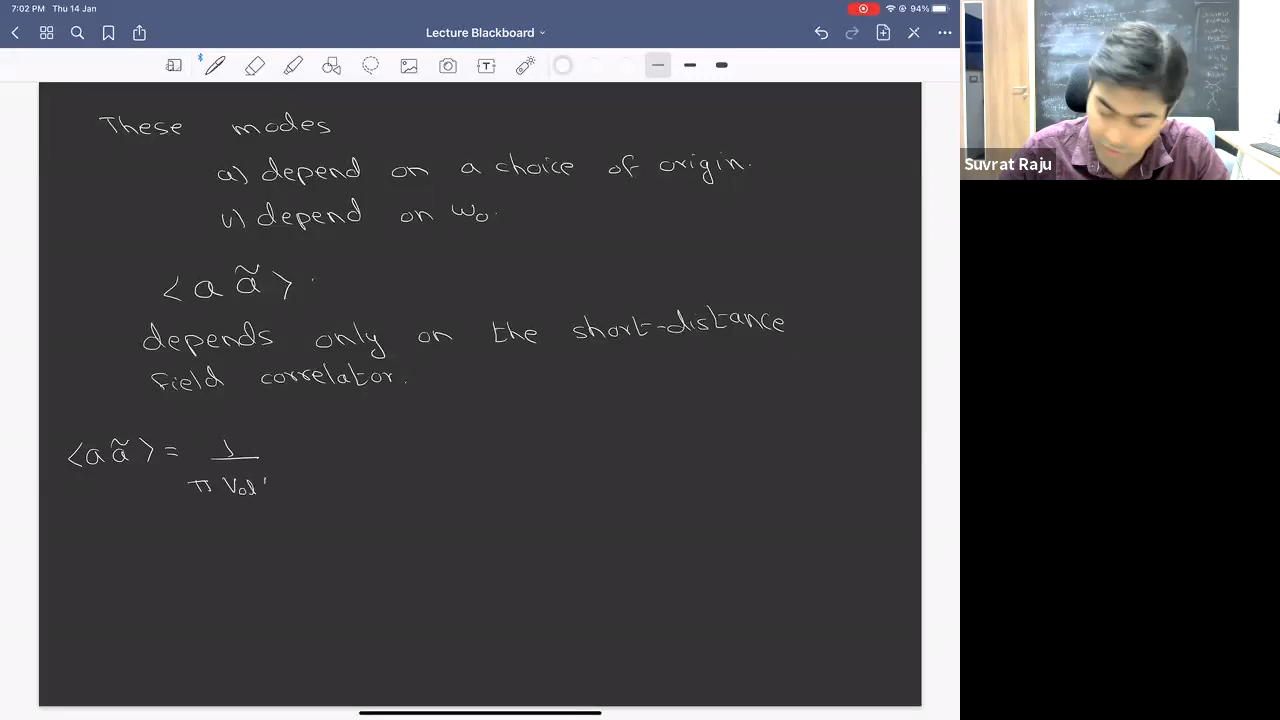 7:02 PM Thu 14 Jan
94%
Lecture Blackboard
These modes
a) depend on a choice of origin.
b) depend on ω₀.
<a ã>
depends only on the short-distance
field correlator.
<a ã> = 1
π Vol'
Suvrat Raju